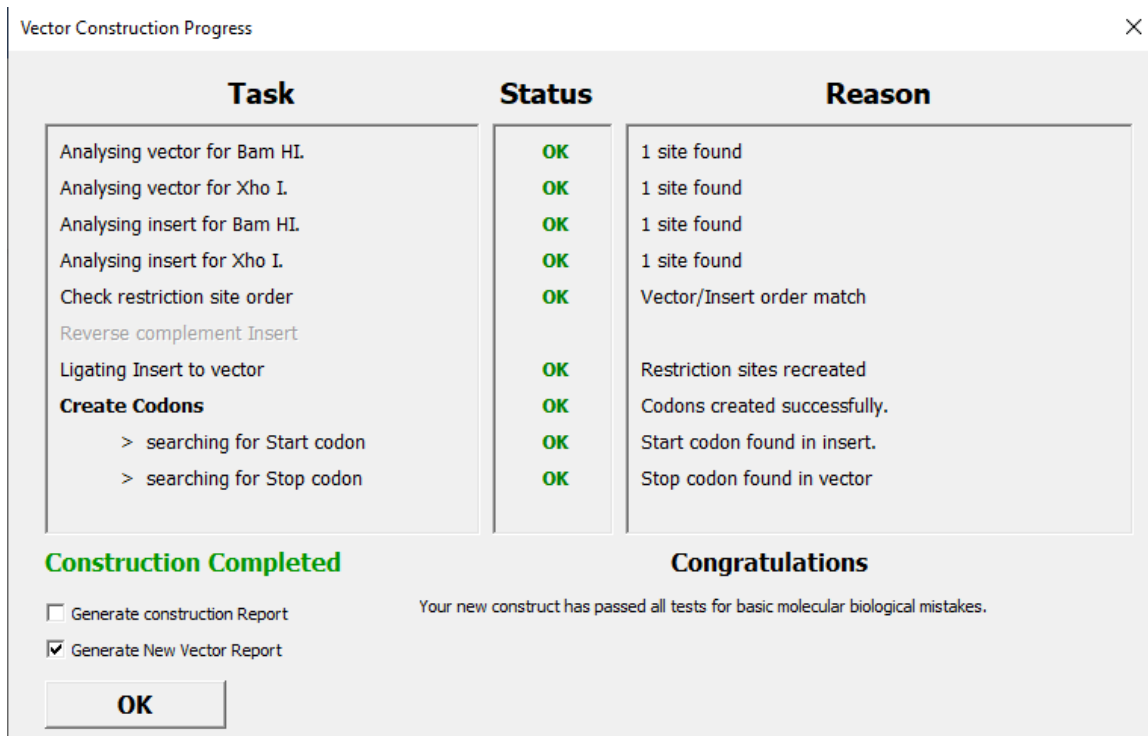 Vector Construction Progress
Task Status Reason
Analysing vector for Bam HI. OK 1 site found
Analysing vector for Xho I. OK 1 site found
Analysing insert for Bam HI. OK 1 site found
Analysing insert for Xho I. OK 1 site found
Check restriction site order OK Vector/Insert order match
Reverse complement Insert
Ligating Insert to vector OK Restriction sites recreated
Create Codons OK Codons created successfully.
> searching for Start codon OK Start codon found in insert.
> searching for Stop codon OK Stop codon found in vector
Construction Completed Congratulations
Generate construction Report Your new construct has passed all tests for basic molecular biological mistakes.
Generate New Vector Report
OK